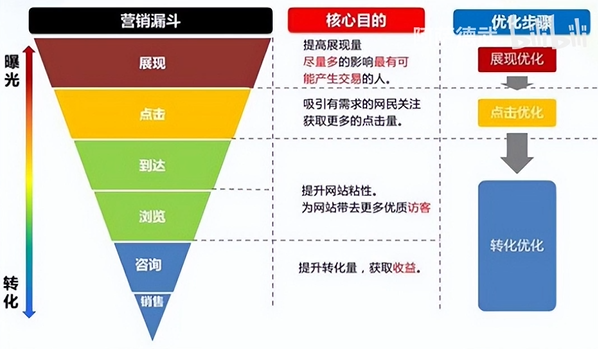 营销漏斗
核心目的
优化步骤
bilibili
曝光
转化
展现
点击
到达
浏览
咨询
销售
提高展现量
尽量多的影响最有可
能产生交易的人。
吸引有需求的网民关注
获取更多的点击量。
提升网站粘性。
为网站带去更多优质访客
提升转化量，获取收益。
展现优化
点击优化
转化优化